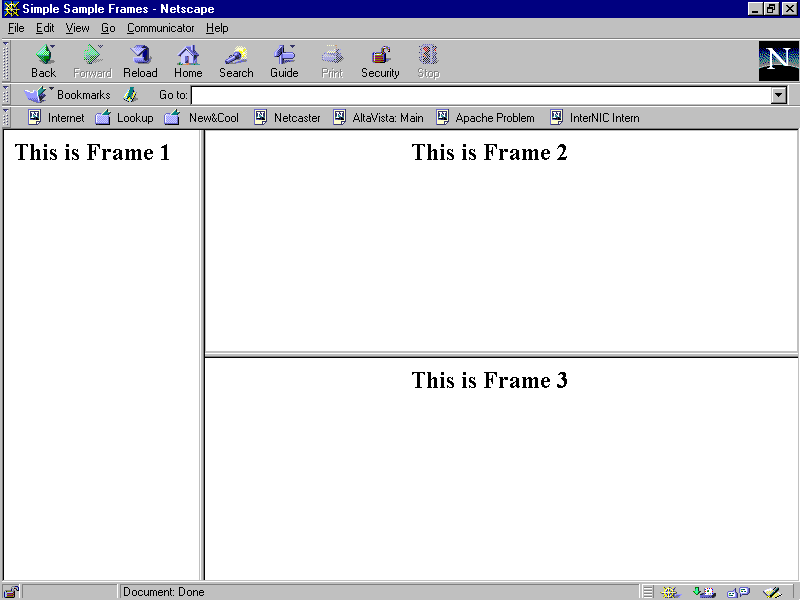 Simple Sample Frames - Netscape
File Edit View Go Communicator Help
Back Forward Reload Home Search Guide Print Security Stop
N
Bookmarks Go to:
Internet Lookup New&Cool Netcaster AltaVista: Main Apache Problem InterNIC Intern
This is Frame 1
This is Frame 2
This is Frame 3
Document: Done